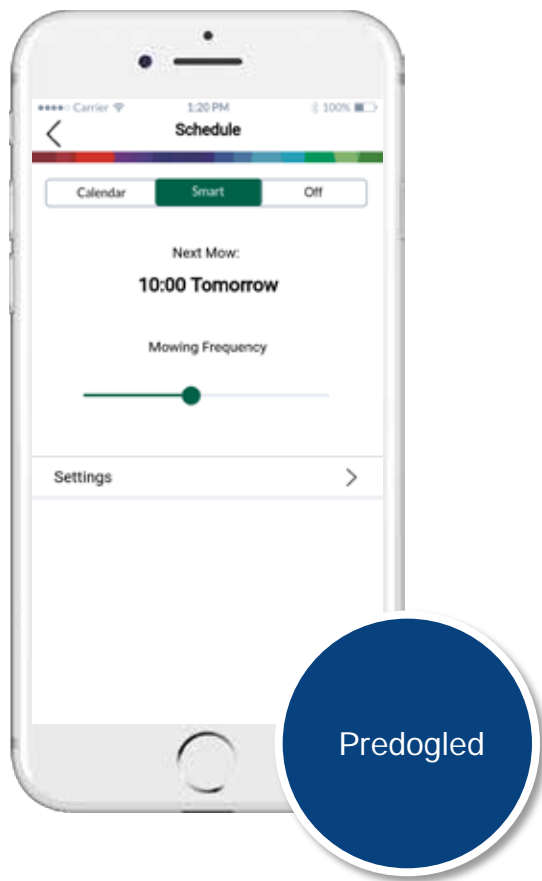 Carrier 1:20 PM 100%
Schedule
Calendar Smart Off
Next Mow:
10:00 Tomorrow
Mowing Frequency
Settings
Predogled